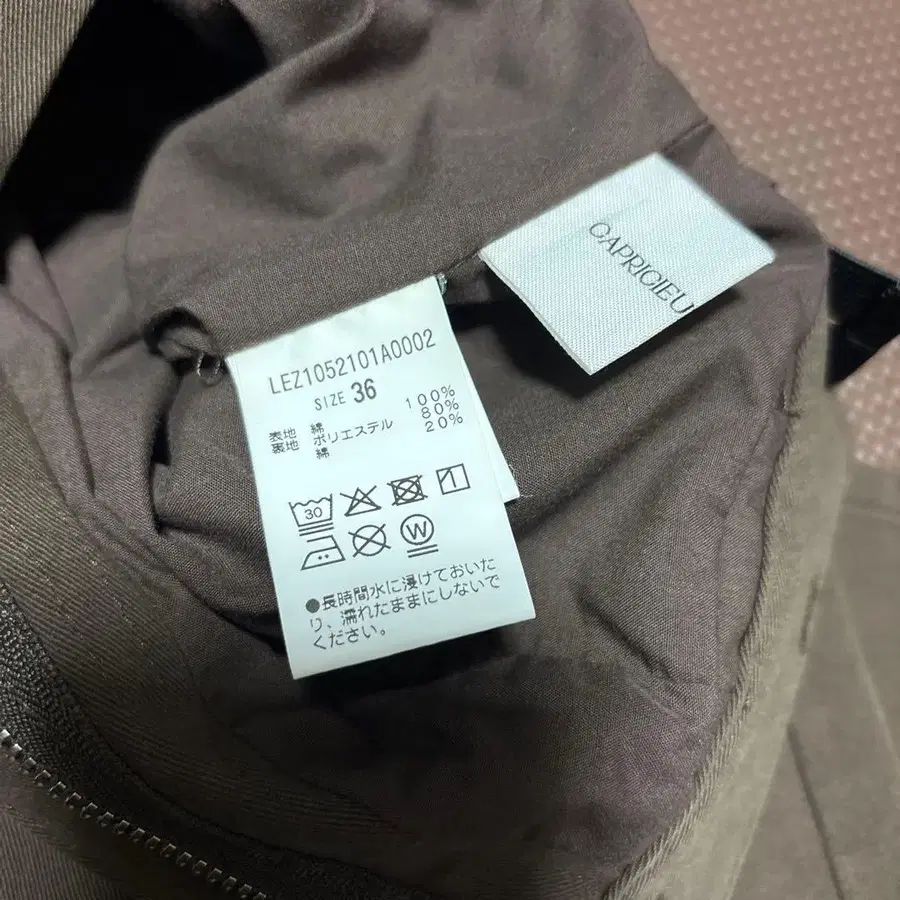 CAPRICIEU
LEZ1052101A0002
SIZE 36
表地 綿 100%
裏地 ポリエステル 80%
綿 20%
30
W
●長時間水に浸けておいた
り、濡れたままにしないで
ください。